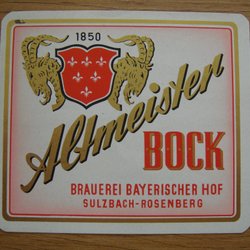 1850
Altmeister
BOCK
BRAUEREI BAYERISCHER HOF
SULZBACH-ROSENBERG